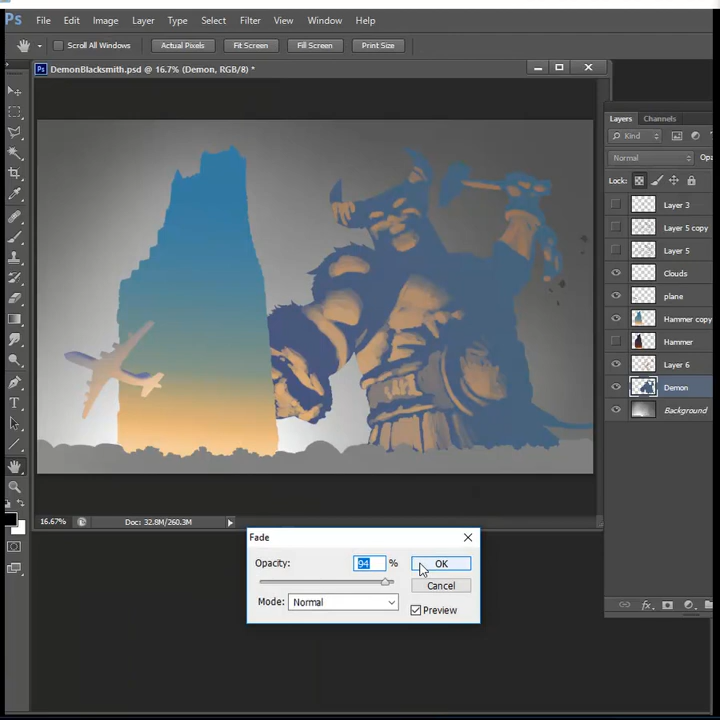 Ps File Edit Image Layer Type Select Filter View Window Help
Scroll All Windows Actual Pixels Fit Screen Fill Screen Print Size
Ps DemonBlacksmith.psd @ 16.7% (Demon, RGB/8) *
Layers Channels
Kind
Normal
Lock:
Layer 3
Layer 5 copy
Layer 5
Clouds
plane
Hammer copy
Hammer
Layer 6
Demon
Background
T
16.67% Doc: 32.8M/260.3M
fx
Fade
Opacity: 94 % OK
Cancel
Mode: Normal
Preview